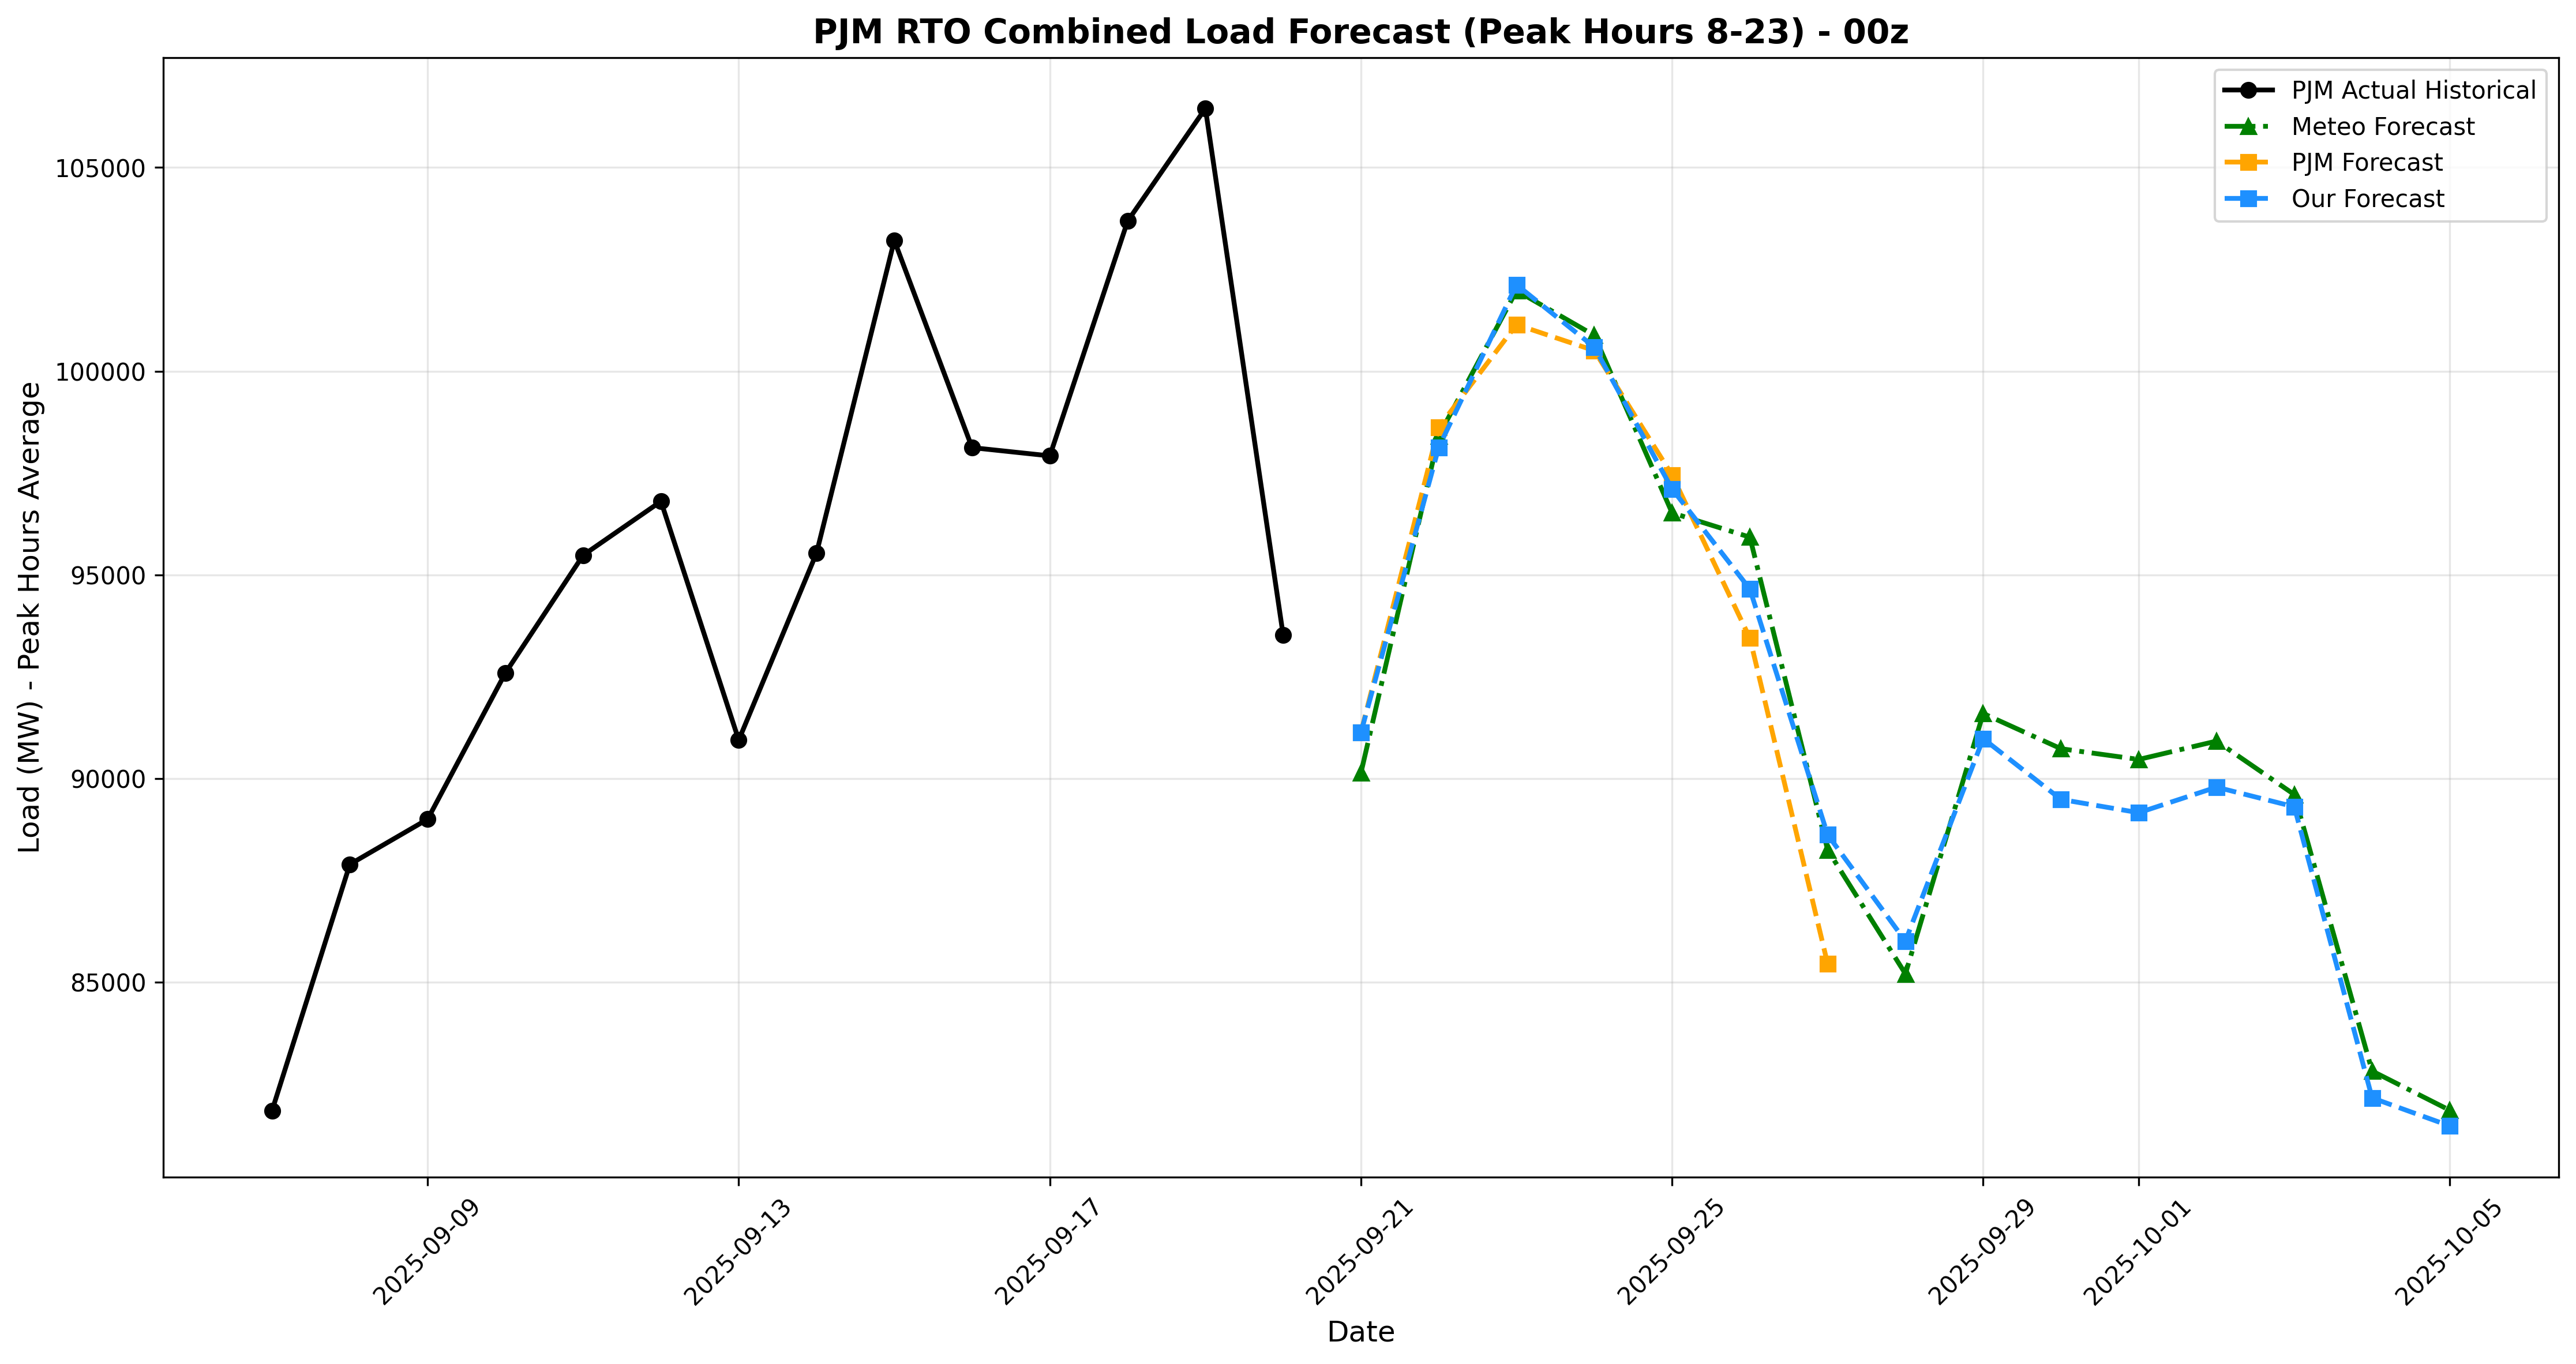 PJM RTO Combined Load Forecast (Peak Hours 8-23) - 00z
PJM Actual Historical
Meteo Forecast
PJM Forecast
Our Forecast
Load (MW) - Peak Hours Average
105000
100000
95000
90000
85000
2025-09-09
2025-09-13
2025-09-17
2025-09-21
2025-09-25
2025-09-29
2025-10-01
2025-10-05
Date